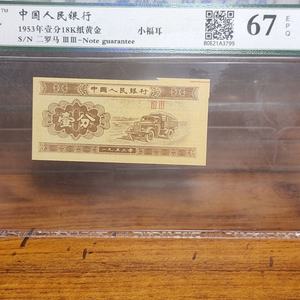 ™
中国人民银行
1953年壹分18K纸黄金 小福耳
S/N 二罗马 III III-Note guarantee
67
EPQ
B0E21A3799
中国人民银行
III III
壹分
一九五三年